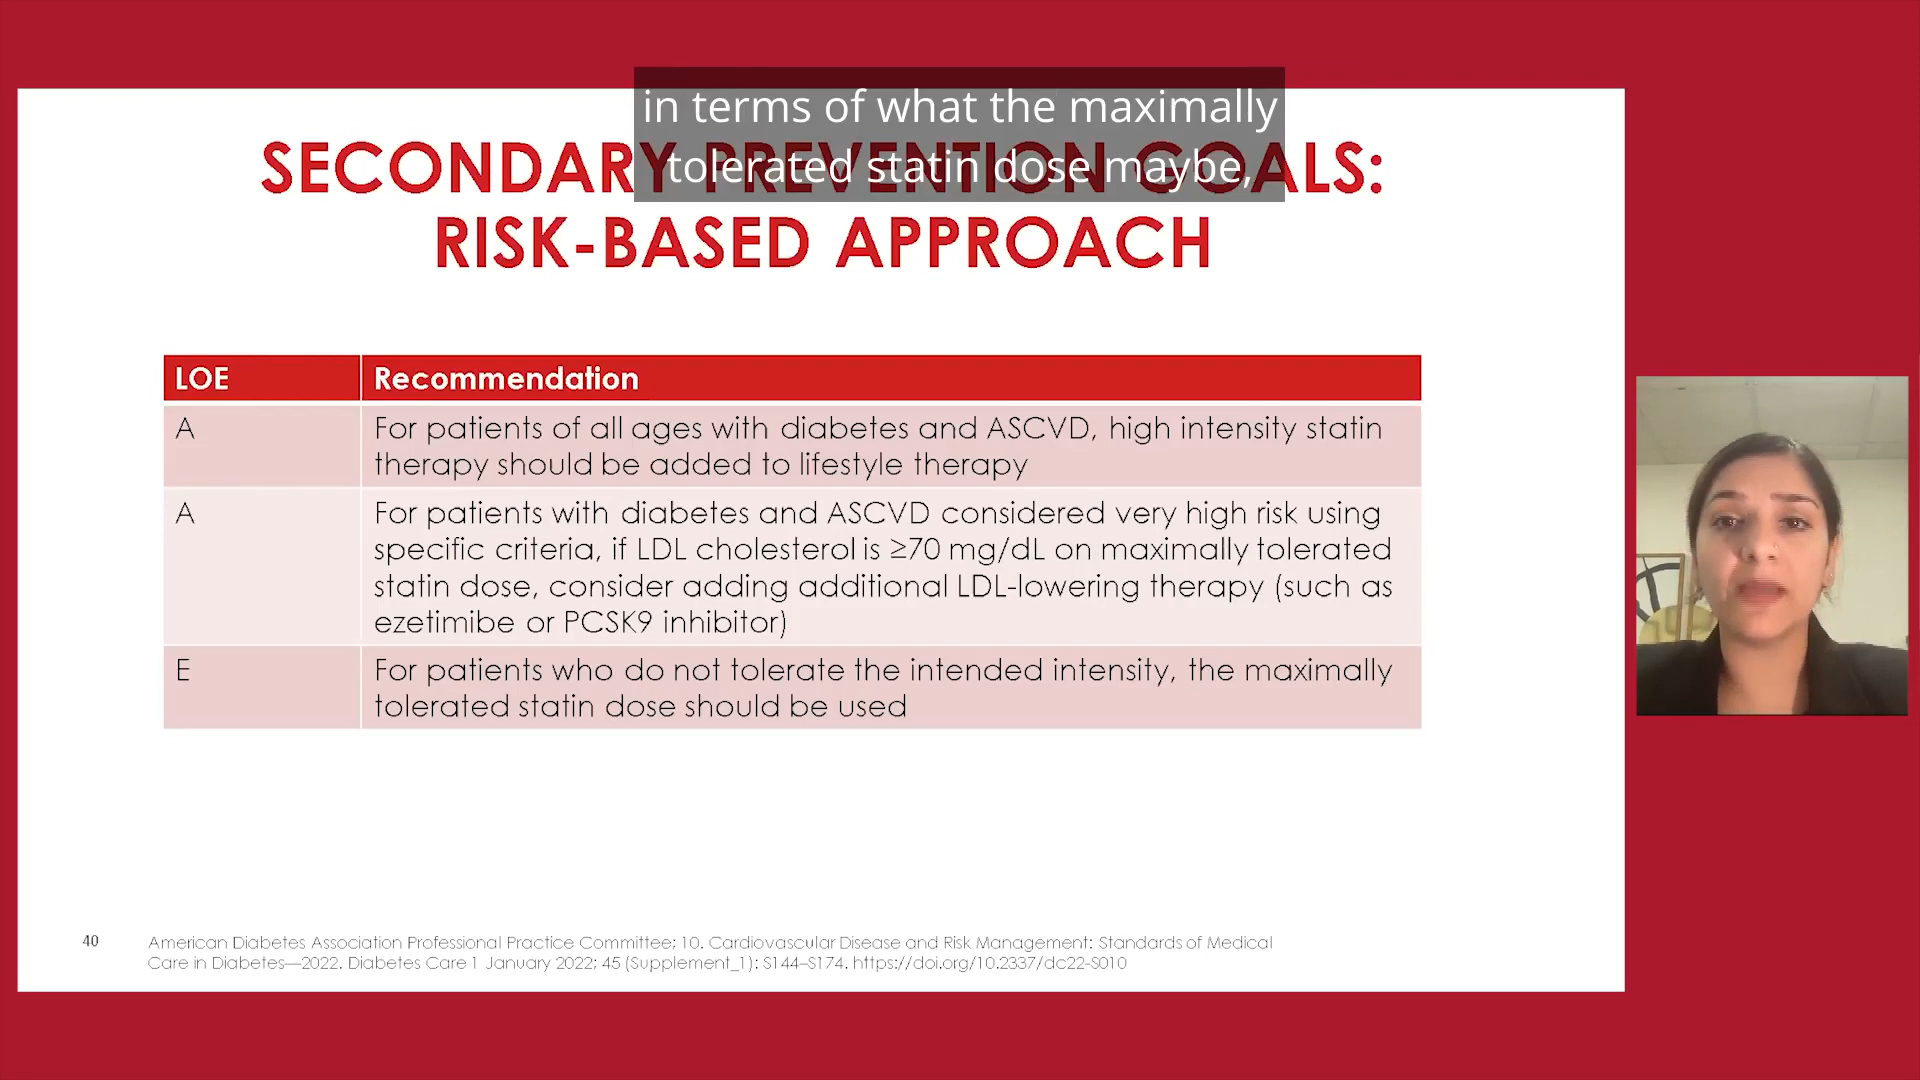 in terms of what the maximally
tolerated statin dose maybe,
SECONDARY PREVENTION GOALS:
RISK-BASED APPROACH
LOE Recommendation
A For patients of all ages with diabetes and ASCVD, high intensity statin
therapy should be added to lifestyle therapy
A For patients with diabetes and ASCVD considered very high risk using
specific criteria, if LDL cholesterol is ≥70 mg/dL on maximally tolerated
statin dose, consider adding additional LDL-lowering therapy (such as
ezetimibe or PCSK9 inhibitor)
E For patients who do not tolerate the intended intensity, the maximally
tolerated statin dose should be used
40 American Diabetes Association Professional Practice Committee; 10. Cardiovascular Disease and Risk Management: Standards of Medical
Care in Diabetes—2022. Diabetes Care 1 January 2022; 45 (Supplement_1): S144–S174. https://doi.org/10.2337/dc22-S010